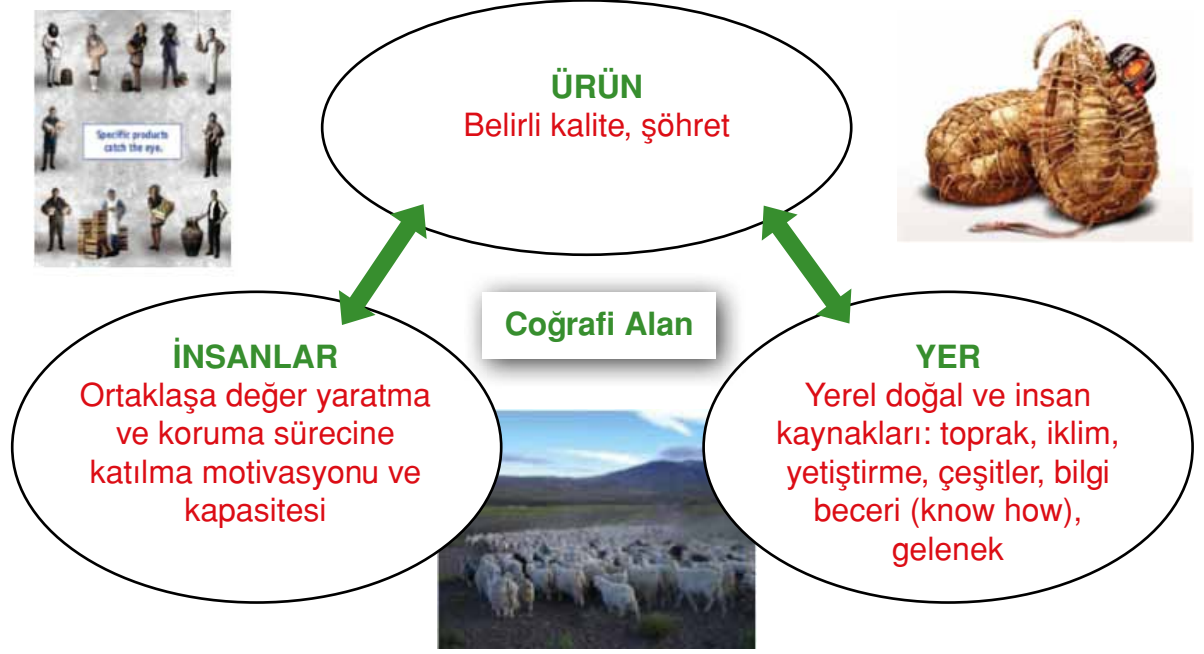 Specific products
catch the eye.
ÜRÜN
Belirli kalite, şöhret
Coğrafi Alan
İNSANLAR
Ortaklaşa değer yaratma
ve koruma sürecine
katılma motivasyonu ve
kapasitesi
YER
Yerel doğal ve insan
kaynakları: toprak, iklim,
yetiştirme, çeşitler, bilgi
beceri (know how),
gelenek